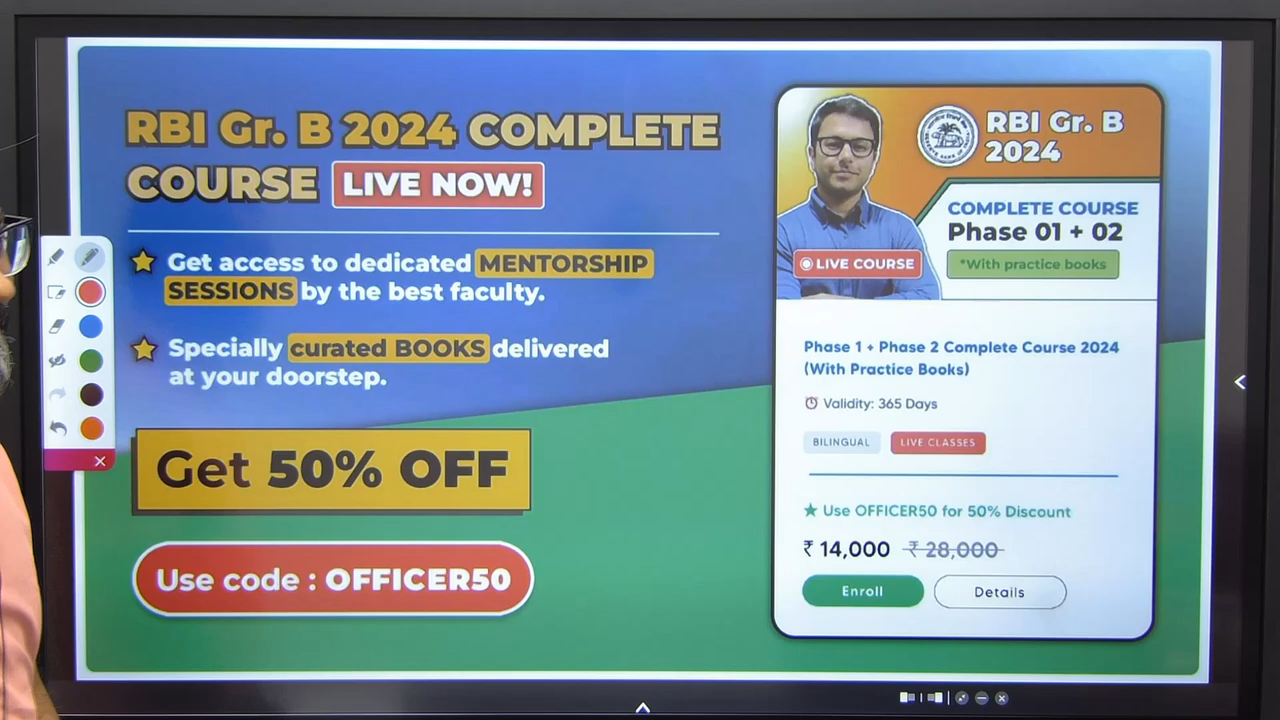 RBI Gr. B 2024 COMPLETE
COURSE LIVE NOW!
Get access to dedicated MENTORSHIP
SESSIONS by the best faculty.
Specially curated BOOKS delivered
at your doorstep.
Get 50% OFF
Use code : OFFICER50
RBI Gr. B
2024
COMPLETE COURSE
Phase 01 + 02
*With practice books
LIVE COURSE
Phase 1 + Phase 2 Complete Course 2024
(With Practice Books)
Validity: 365 Days
BILINGUAL LIVE CLASSES
★ Use OFFICER50 for 50% Discount
₹ 14,000 ₹ 28,000
Enroll Details